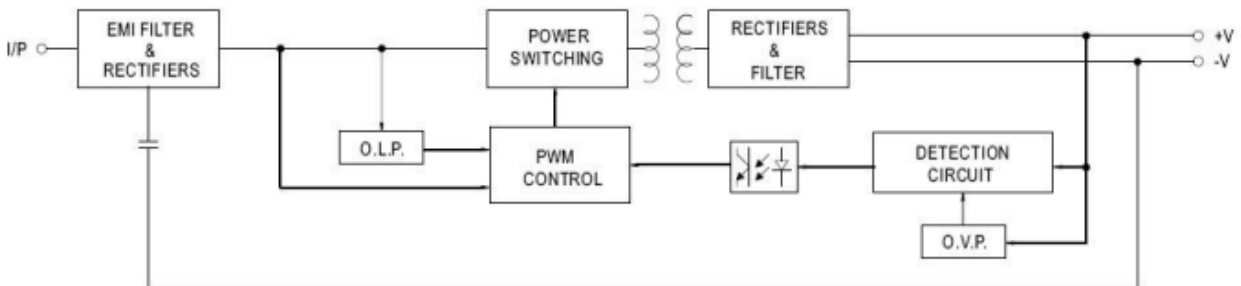 I/P
EMI FILTER
&
RECTIFIERS
POWER
SWITCHING
RECTIFIERS
&
FILTER
+V
-V
O.L.P.
PWM
CONTROL
DETECTION
CIRCUIT
O.V.P.